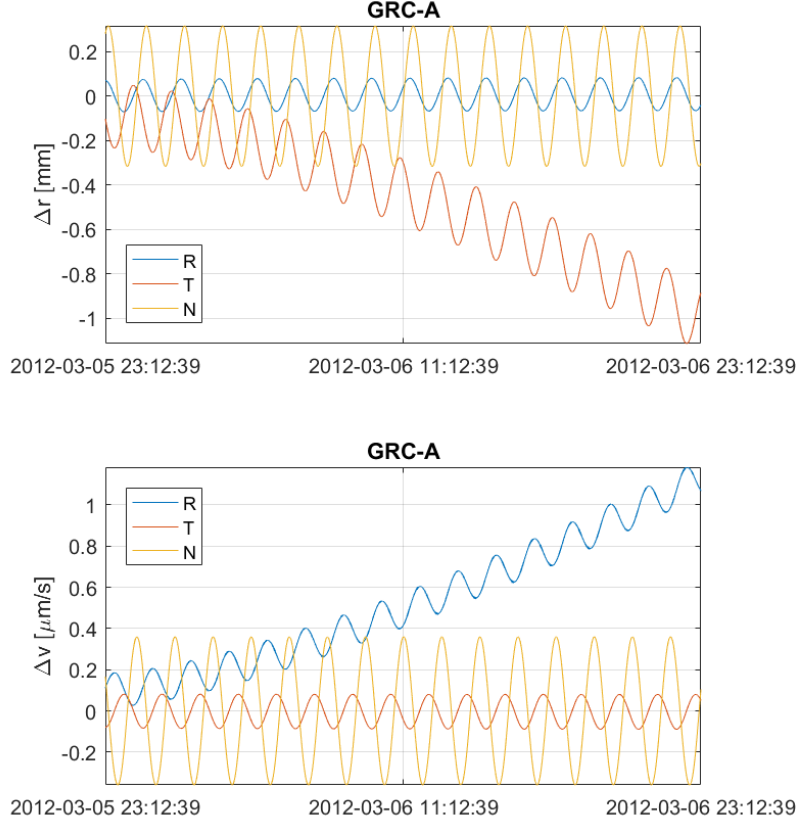 GRC-A
0.2
0
-0.2
-0.4
-0.6
-0.8
-1
Δr [mm]
R
T
N
2012-03-05 23:12:39
2012-03-06 11:12:39
2012-03-06 23:12:39
GRC-A
1
0.8
0.6
0.4
0.2
0
-0.2
Δv [μm/s]
R
T
N
2012-03-05 23:12:39
2012-03-06 11:12:39
2012-03-06 23:12:39